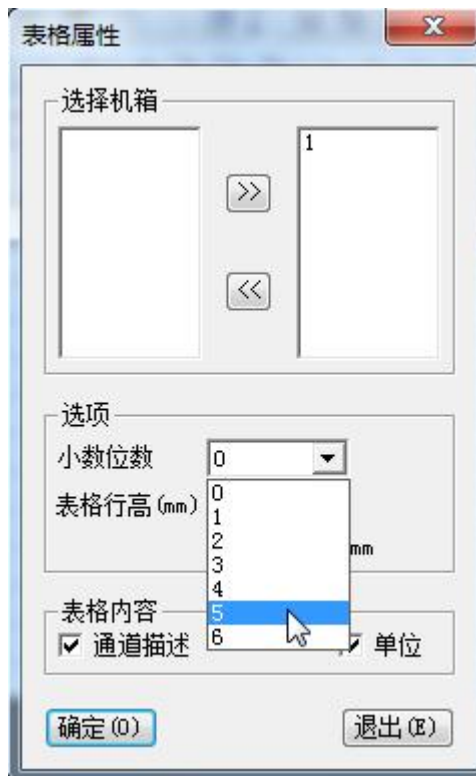 表格属性
选择机箱
1
>>
<<
选项
小数位数 0
表格行高(mm)
0
1
2
3
4
5
6
mm
表格内容
通道描述
单位
确定(O)
退出(E)